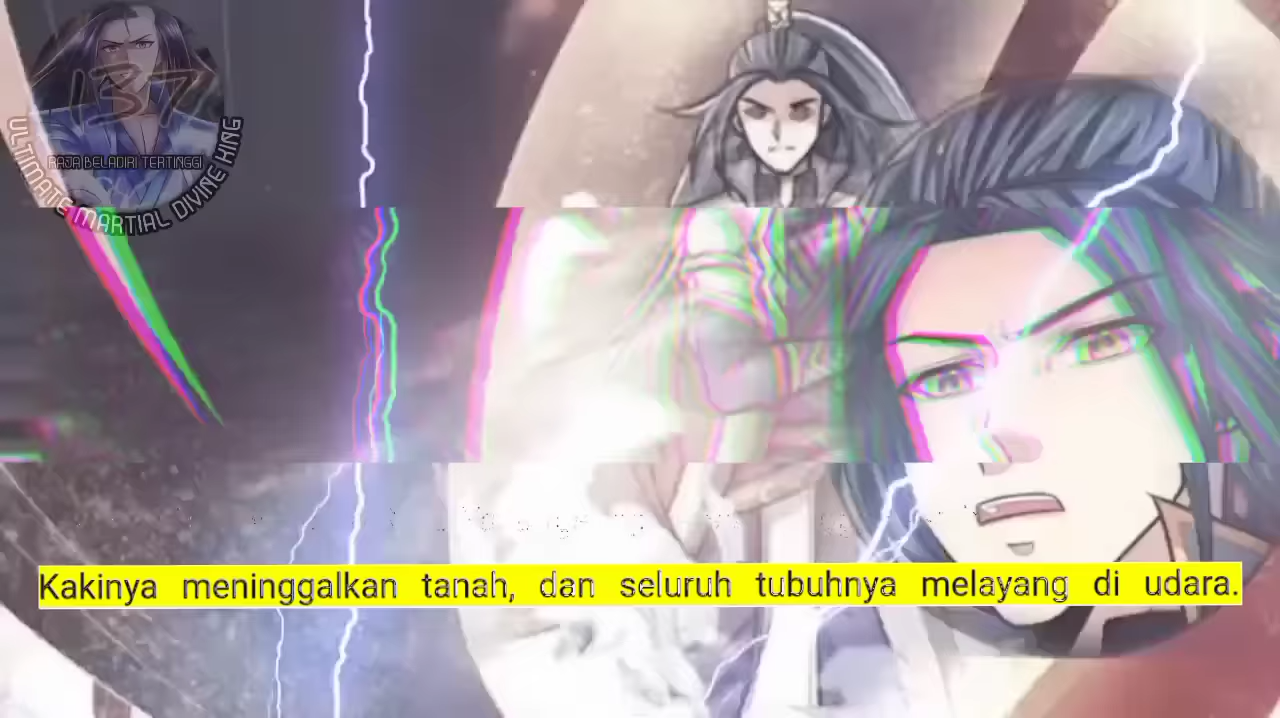 137
RAJA BELADIRI TERTINGGI
ULTIMATE MARTIAL DIVINE KING
Kakinya meninggalkan tanah, dan seluruh tubuhnya melayang di udara.